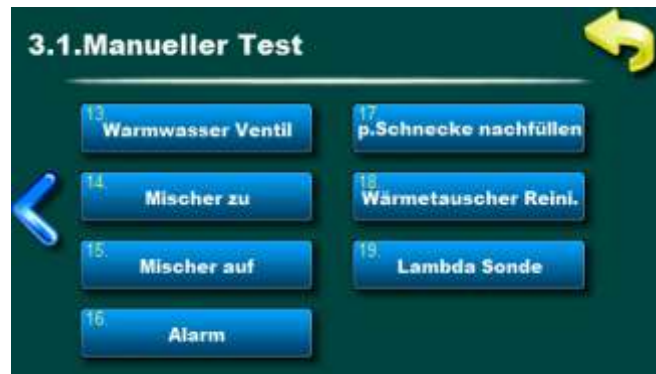 3.1.Manueller Test
13.
Warmwasser Ventil
14.
Mischer zu
15.
Mischer auf
16.
Alarm
17.
p.Schnecke nachfüllen
18.
Wärmetauscher Reini.
19.
Lambda Sonde